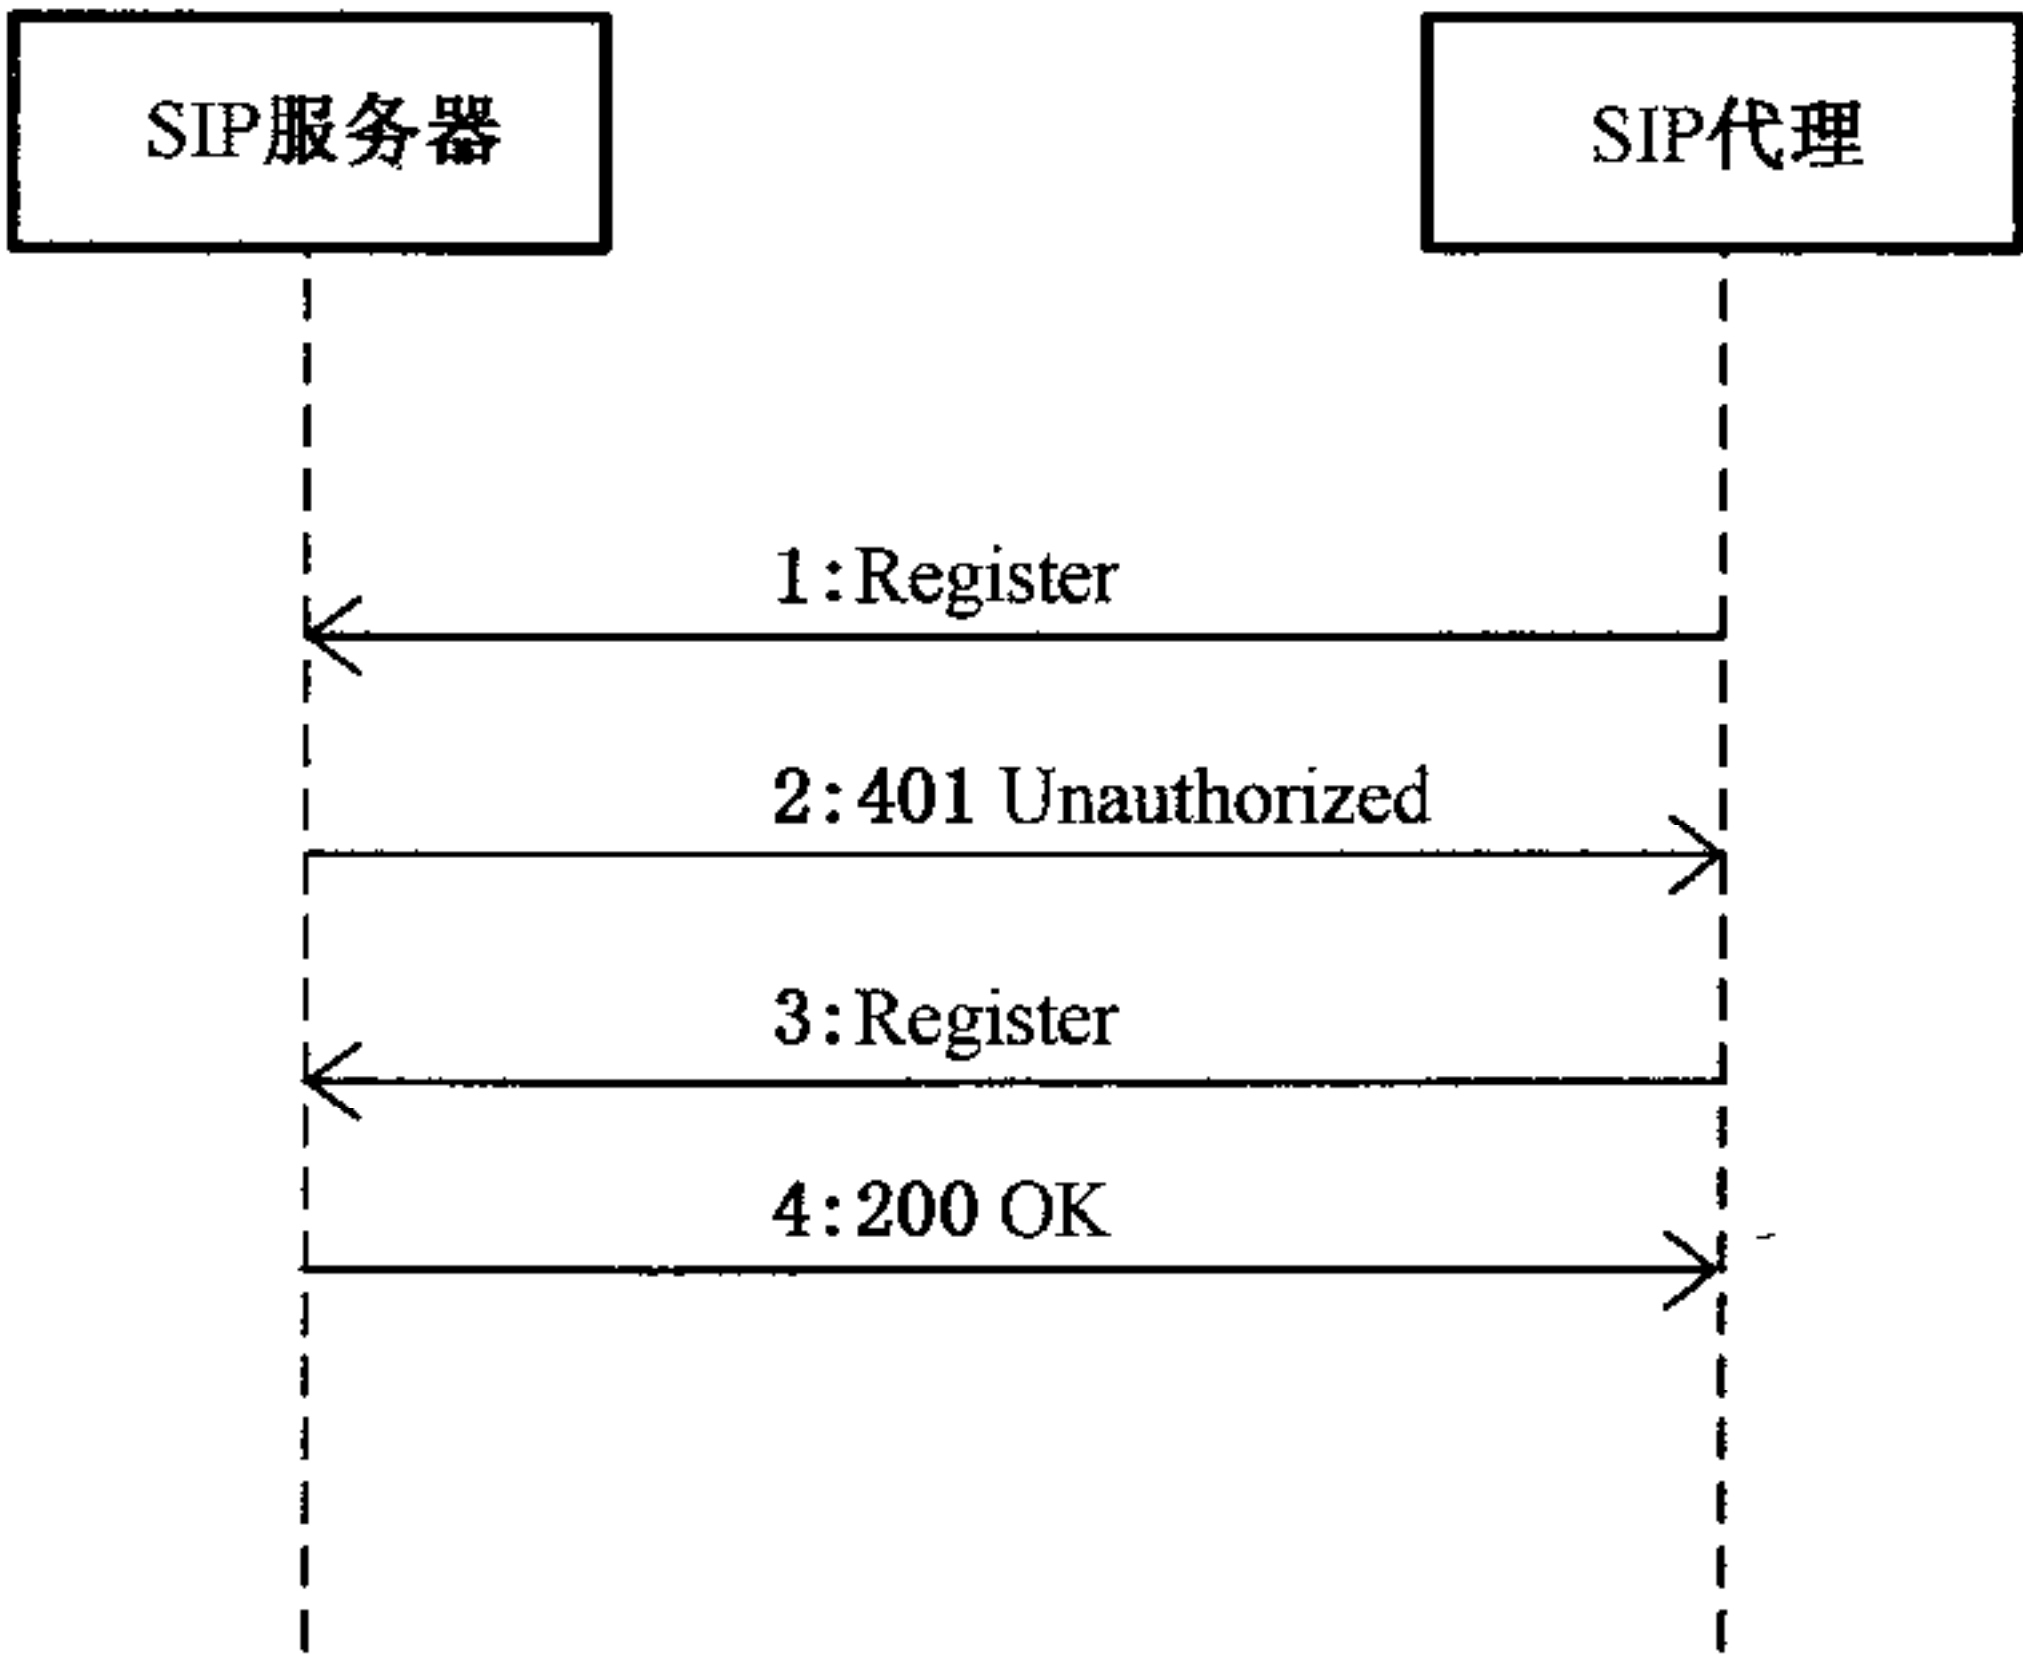 SIP服务器
SIP代理
1:Register
2:401 Unauthorized
3:Register
4:200 OK